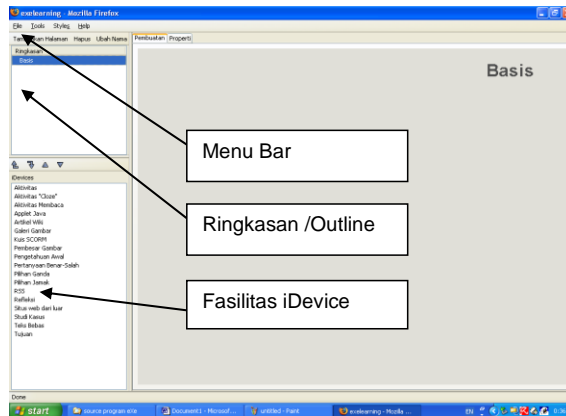 exelearning - Mozilla Firefox
File Tools Styles Help
Hapus Ubah Nama Pembuatan Properti
Ringkasan
Basis
Basis
Menu Bar
Ringkasan /Outline
Fasilitas iDevice
iDevices
Aktivitas
Aktivitas "Cloze"
Aktivitas Membaca
Applet Java
Artikel Wiki
Galeri Gambar
Kuis SCORM
Pembesar Gambar
Pengetahuan Awal
Pertanyaan Benar-Salah
Pilihan Ganda
Pilihan Jamak
RSS
Refleksi
Situs web dari luar
Studi Kasus
Teks Bebas
Tujuan
Done
start source program exe Document1 - Microsof... untitled - Paint exelearning - Mozilla ... EN